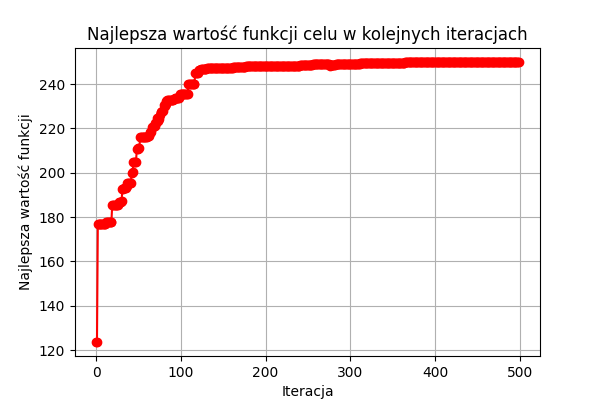 Najlepsza wartość funkcji celu w kolejnych iteracjach
Najlepsza wartość funkcji
240
220
200
180
160
140
120
0 100 200 300 400 500
Iteracja